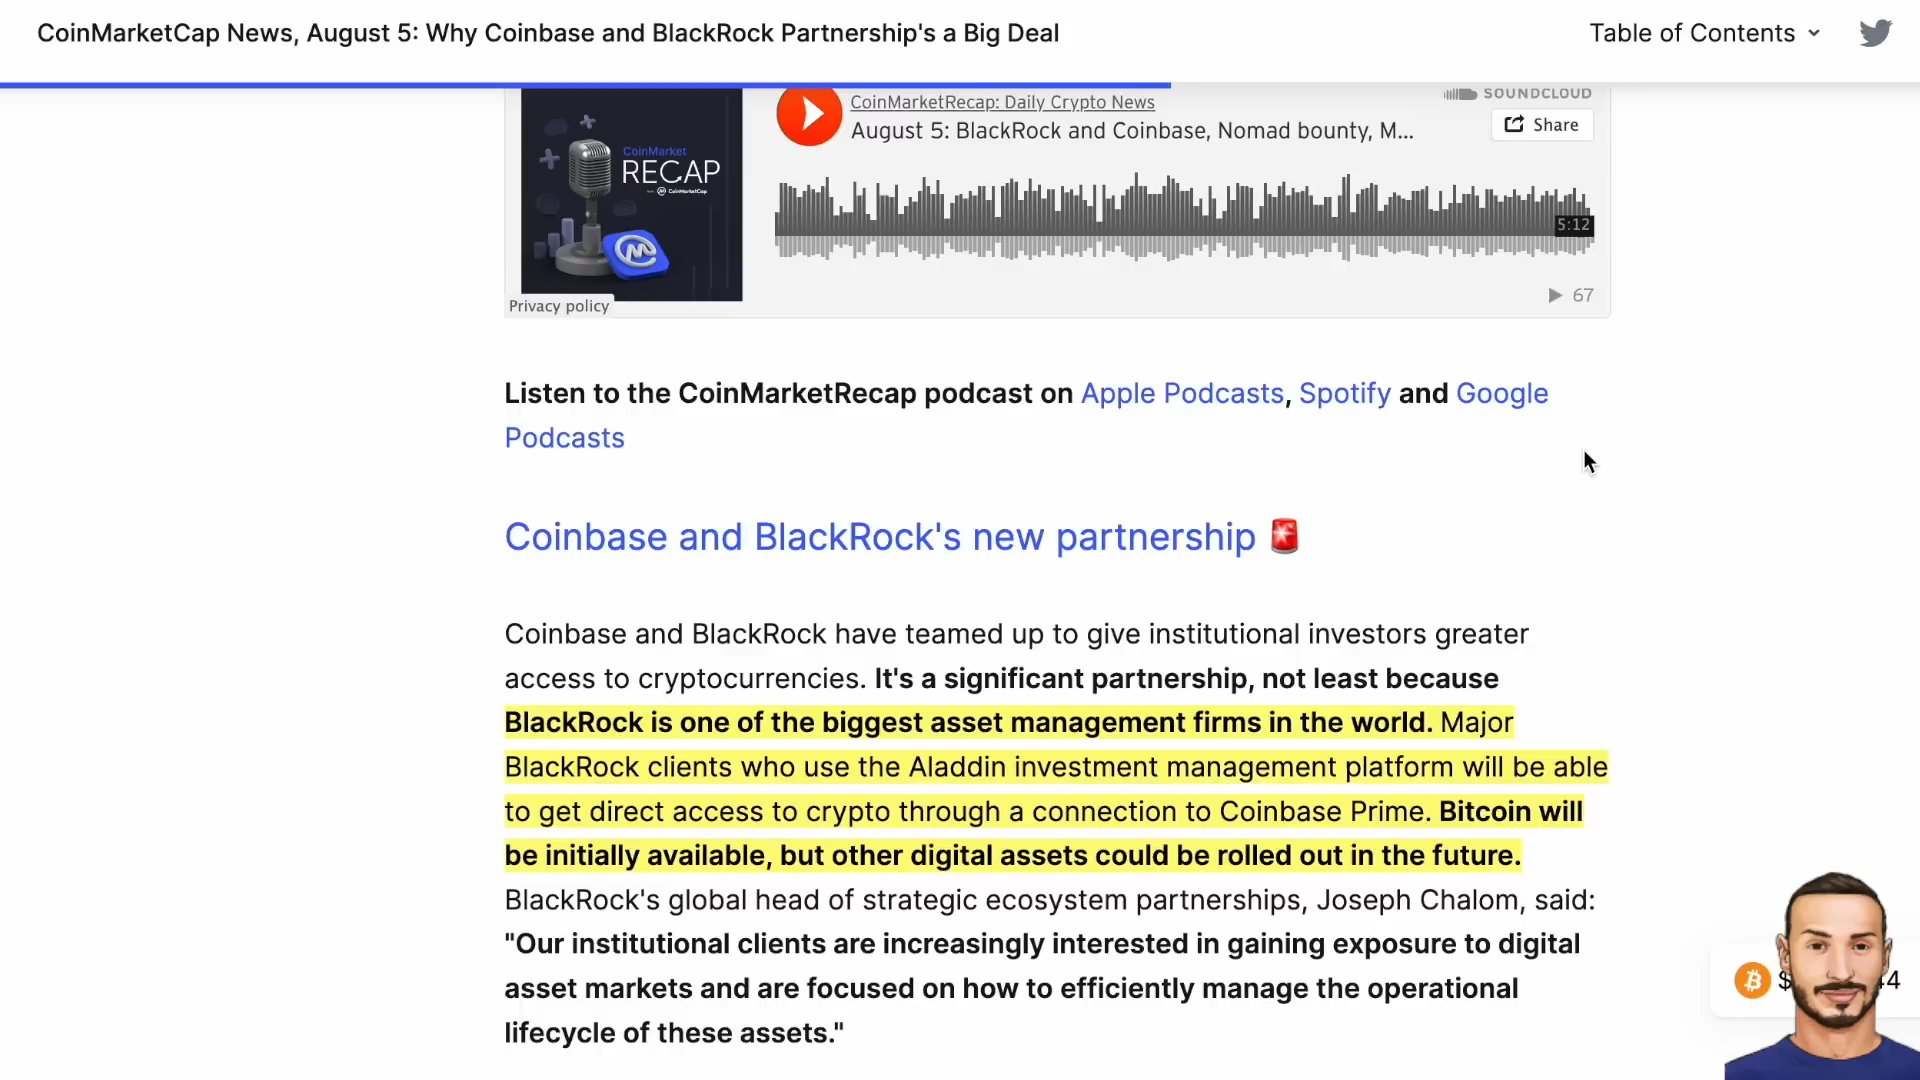 CoinMarketCap News, August 5: Why Coinbase and BlackRock Partnership's a Big Deal
Table of Contents
CoinMarketRecap: Daily Crypto News
SOUNDCLOUD
August 5: BlackRock and Coinbase, Nomad bounty, M...
Share
CoinMarket
RECAP
CoinMarketCap
5:12
67
Privacy policy
Listen to the CoinMarketRecap podcast on Apple Podcasts, Spotify and Google
Podcasts
Coinbase and BlackRock's new partnership
Coinbase and BlackRock have teamed up to give institutional investors greater
access to cryptocurrencies. It's a significant partnership, not least because
BlackRock is one of the biggest asset management firms in the world. Major
BlackRock clients who use the Aladdin investment management platform will be able
to get direct access to crypto through a connection to Coinbase Prime. Bitcoin will
be initially available, but other digital assets could be rolled out in the future.
BlackRock's global head of strategic ecosystem partnerships, Joseph Chalom, said:
"Our institutional clients are increasingly interested in gaining exposure to digital
asset markets and are focused on how to efficiently manage the operational
lifecycle of these assets."